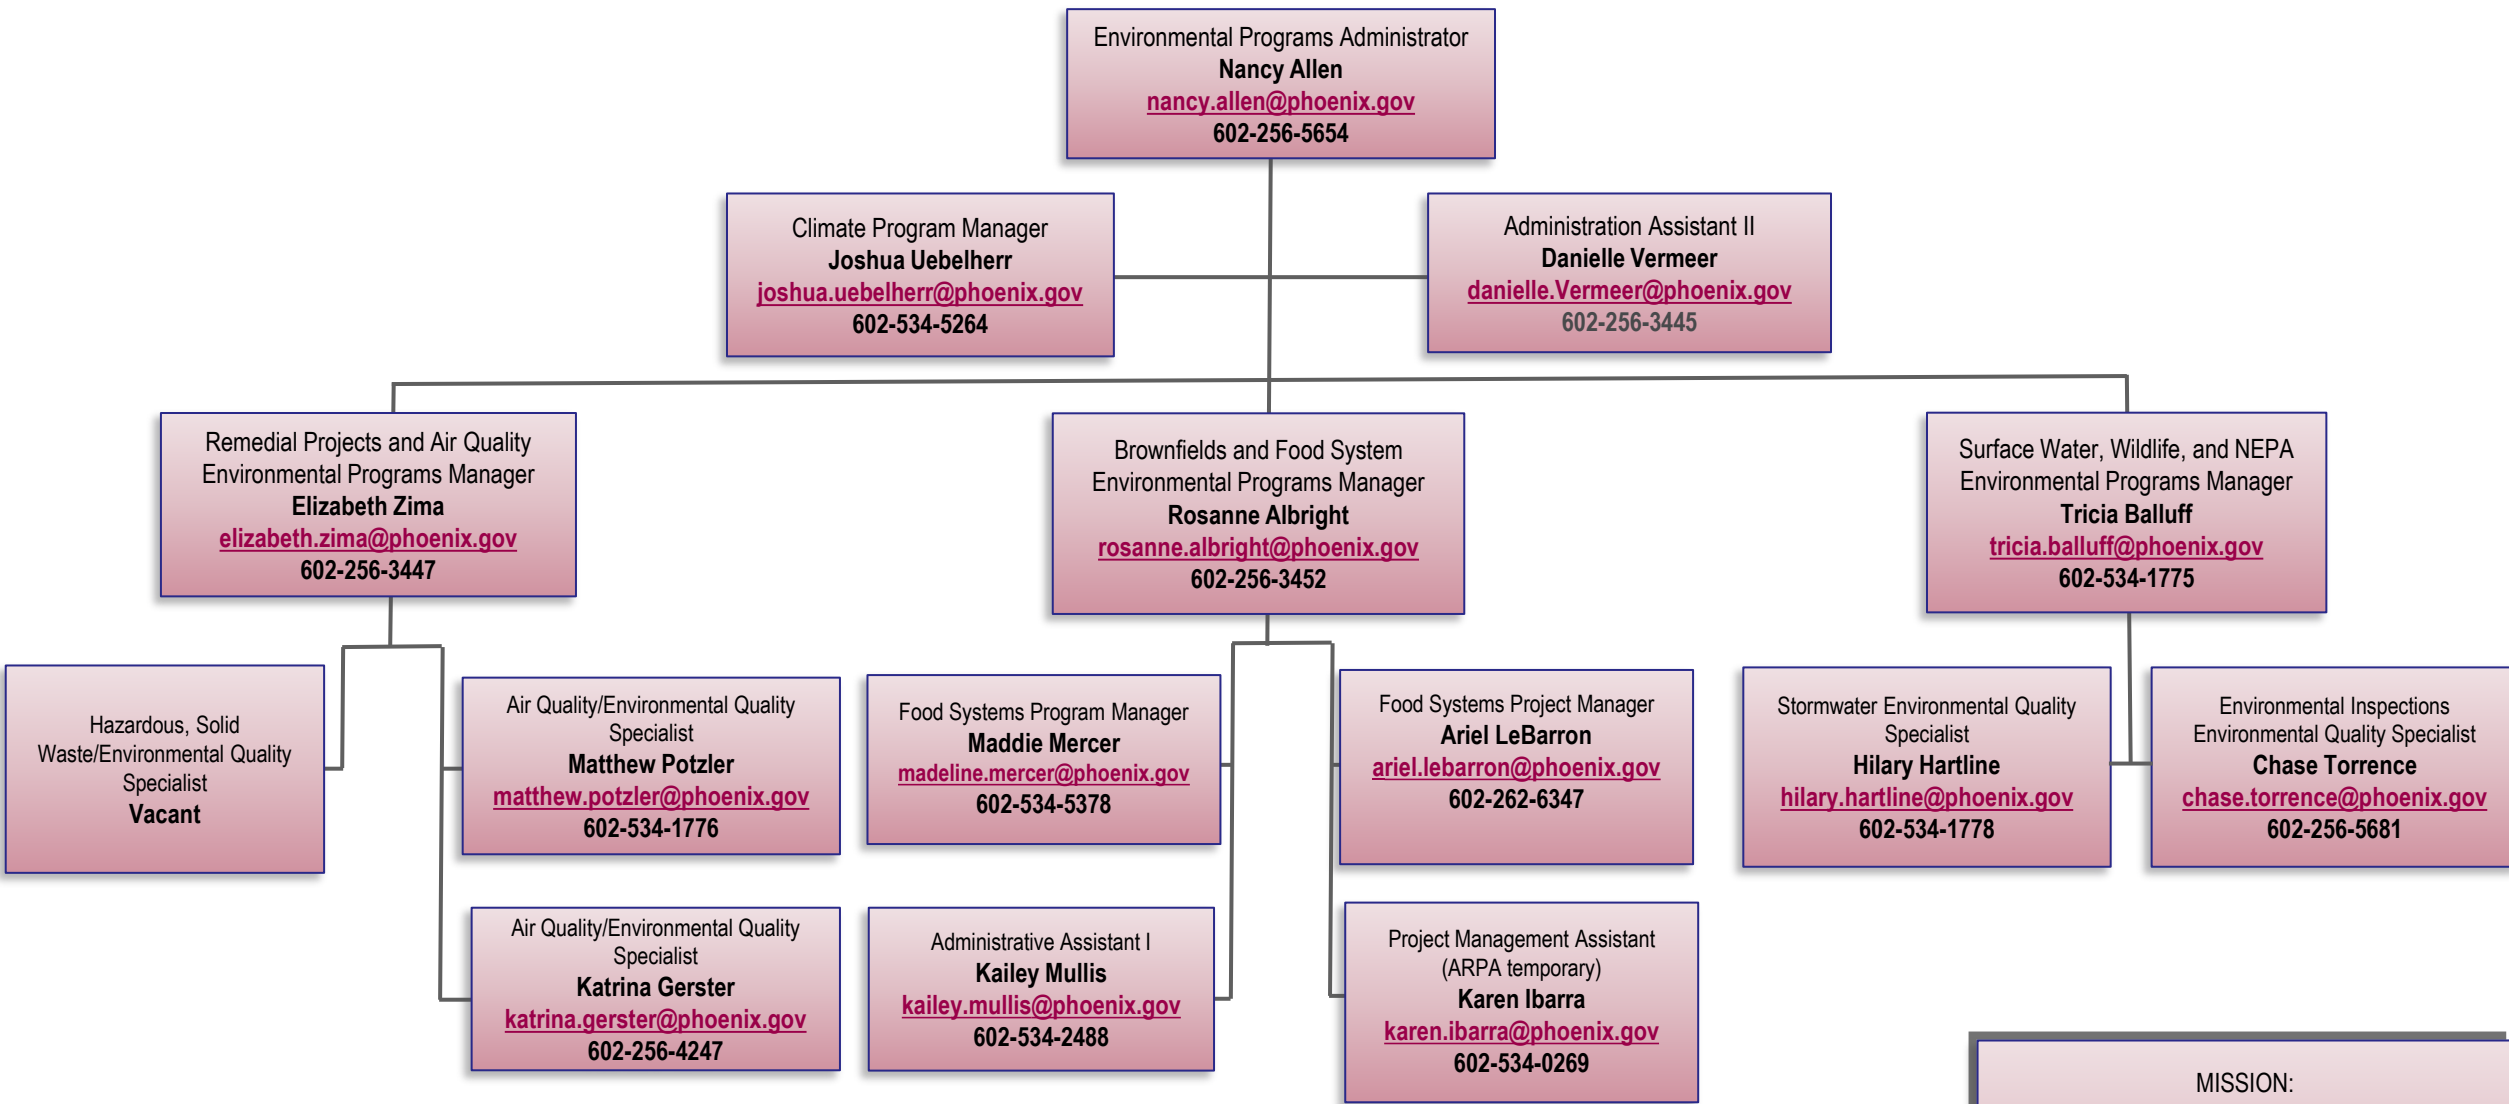 Environmental Programs Administrator
Nancy Allen
nancy.allen@phoenix.gov
602-256-5654
Climate Program Manager
Joshua Uebelherr
joshua.uebelherr@phoenix.gov
602-534-5264
Administration Assistant II
Danielle Vermeer
danielle.Vermeer@phoenix.gov
602-256-3445
Remedial Projects and Air Quality
Environmental Programs Manager
Elizabeth Zima
elizabeth.zima@phoenix.gov
602-256-3447
Brownfields and Food System
Environmental Programs Manager
Rosanne Albright
rosanne.albright@phoenix.gov
602-256-3452
Surface Water, Wildlife, and NEPA
Environmental Programs Manager
Tricia Balluff
tricia.balluff@phoenix.gov
602-534-1775
Hazardous, Solid
Waste/Environmental Quality
Specialist
Vacant
Air Quality/Environmental Quality
Specialist
Matthew Potzler
matthew.potzler@phoenix.gov
602-534-1776
Food Systems Program Manager
Maddie Mercer
madeline.mercer@phoenix.gov
602-534-5378
Food Systems Project Manager
Ariel LeBarron
ariel.lebarron@phoenix.gov
602-262-6347
Stormwater Environmental Quality
Specialist
Hilary Hartline
hilary.hartline@phoenix.gov
602-534-1778
Environmental Inspections
Environmental Quality Specialist
Chase Torrence
chase.torrence@phoenix.gov
602-256-5681
Air Quality/Environmental Quality
Specialist
Katrina Gerster
katrina.gerster@phoenix.gov
602-256-4247
Administrative Assistant I
Kailey Mullis
kailey.mullis@phoenix.gov
602-534-2488
Project Management Assistant
(ARPA temporary)
Karen Ibarra
karen.ibarra@phoenix.gov
602-534-0269
MISSION: